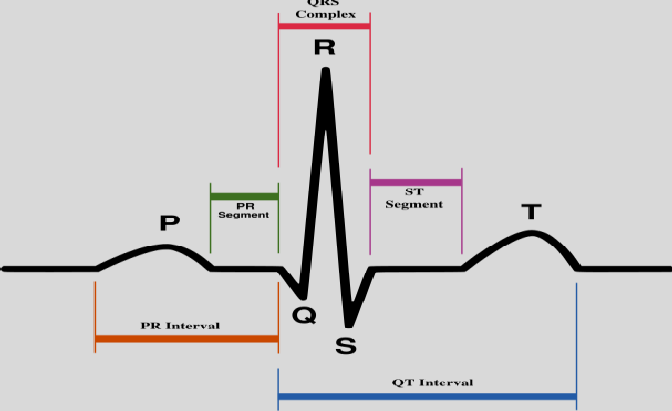 QRS
Complex
R
PR
Segment
ST
Segment
P
T
Q
S
PR Interval
QT Interval